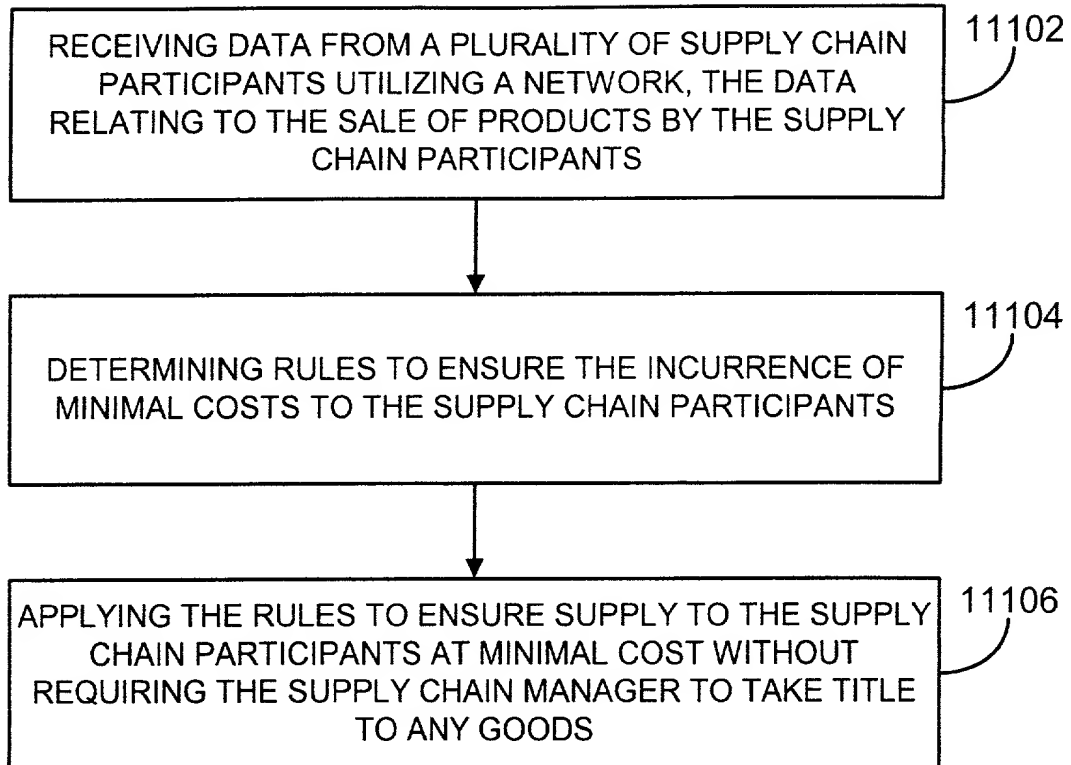 RECEIVING DATA FROM A PLURALITY OF SUPPLY CHAIN
PARTICIPANTS UTILIZING A NETWORK, THE DATA
RELATING TO THE SALE OF PRODUCTS BY THE SUPPLY
CHAIN PARTICIPANTS
11102
DETERMINING RULES TO ENSURE THE INCURRENCE OF
MINIMAL COSTS TO THE SUPPLY CHAIN PARTICIPANTS
11104
APPLYING THE RULES TO ENSURE SUPPLY TO THE SUPPLY
CHAIN PARTICIPANTS AT MINIMAL COST WITHOUT
REQUIRING THE SUPPLY CHAIN MANAGER TO TAKE TITLE
TO ANY GOODS
11106